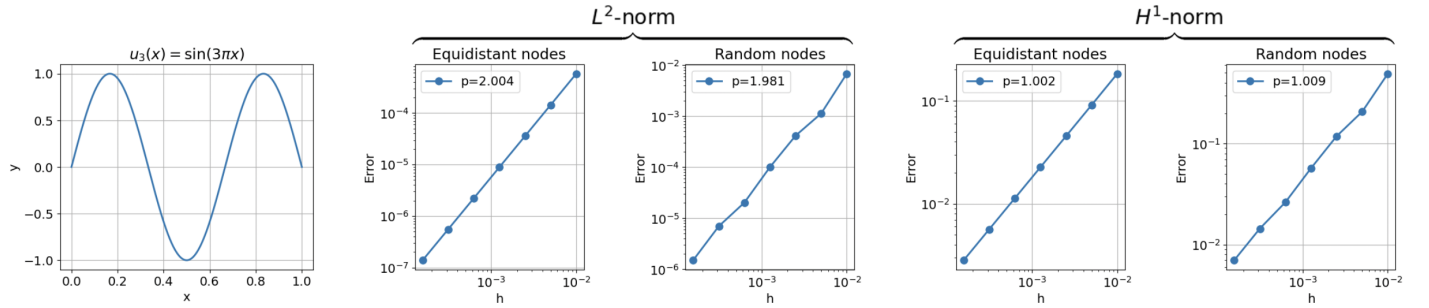 L²-norm
H¹-norm
u₃(x) = sin(3πx)
Equidistant nodes
Random nodes
Equidistant nodes
Random nodes
1.0
0.5
0.0
−0.5
−1.0
y
0.0 0.2 0.4 0.6 0.8 1.0
x
p=2.004
10⁻⁴
10⁻⁵
10⁻⁶
10⁻⁷
Error
10⁻³ 10⁻²
h
p=1.981
10⁻²
10⁻³
10⁻⁴
10⁻⁵
10⁻⁶
Error
10⁻³ 10⁻²
h
p=1.002
10⁻¹
10⁻²
Error
10⁻³ 10⁻²
h
p=1.009
10⁻¹
10⁻²
Error
10⁻³ 10⁻²
h